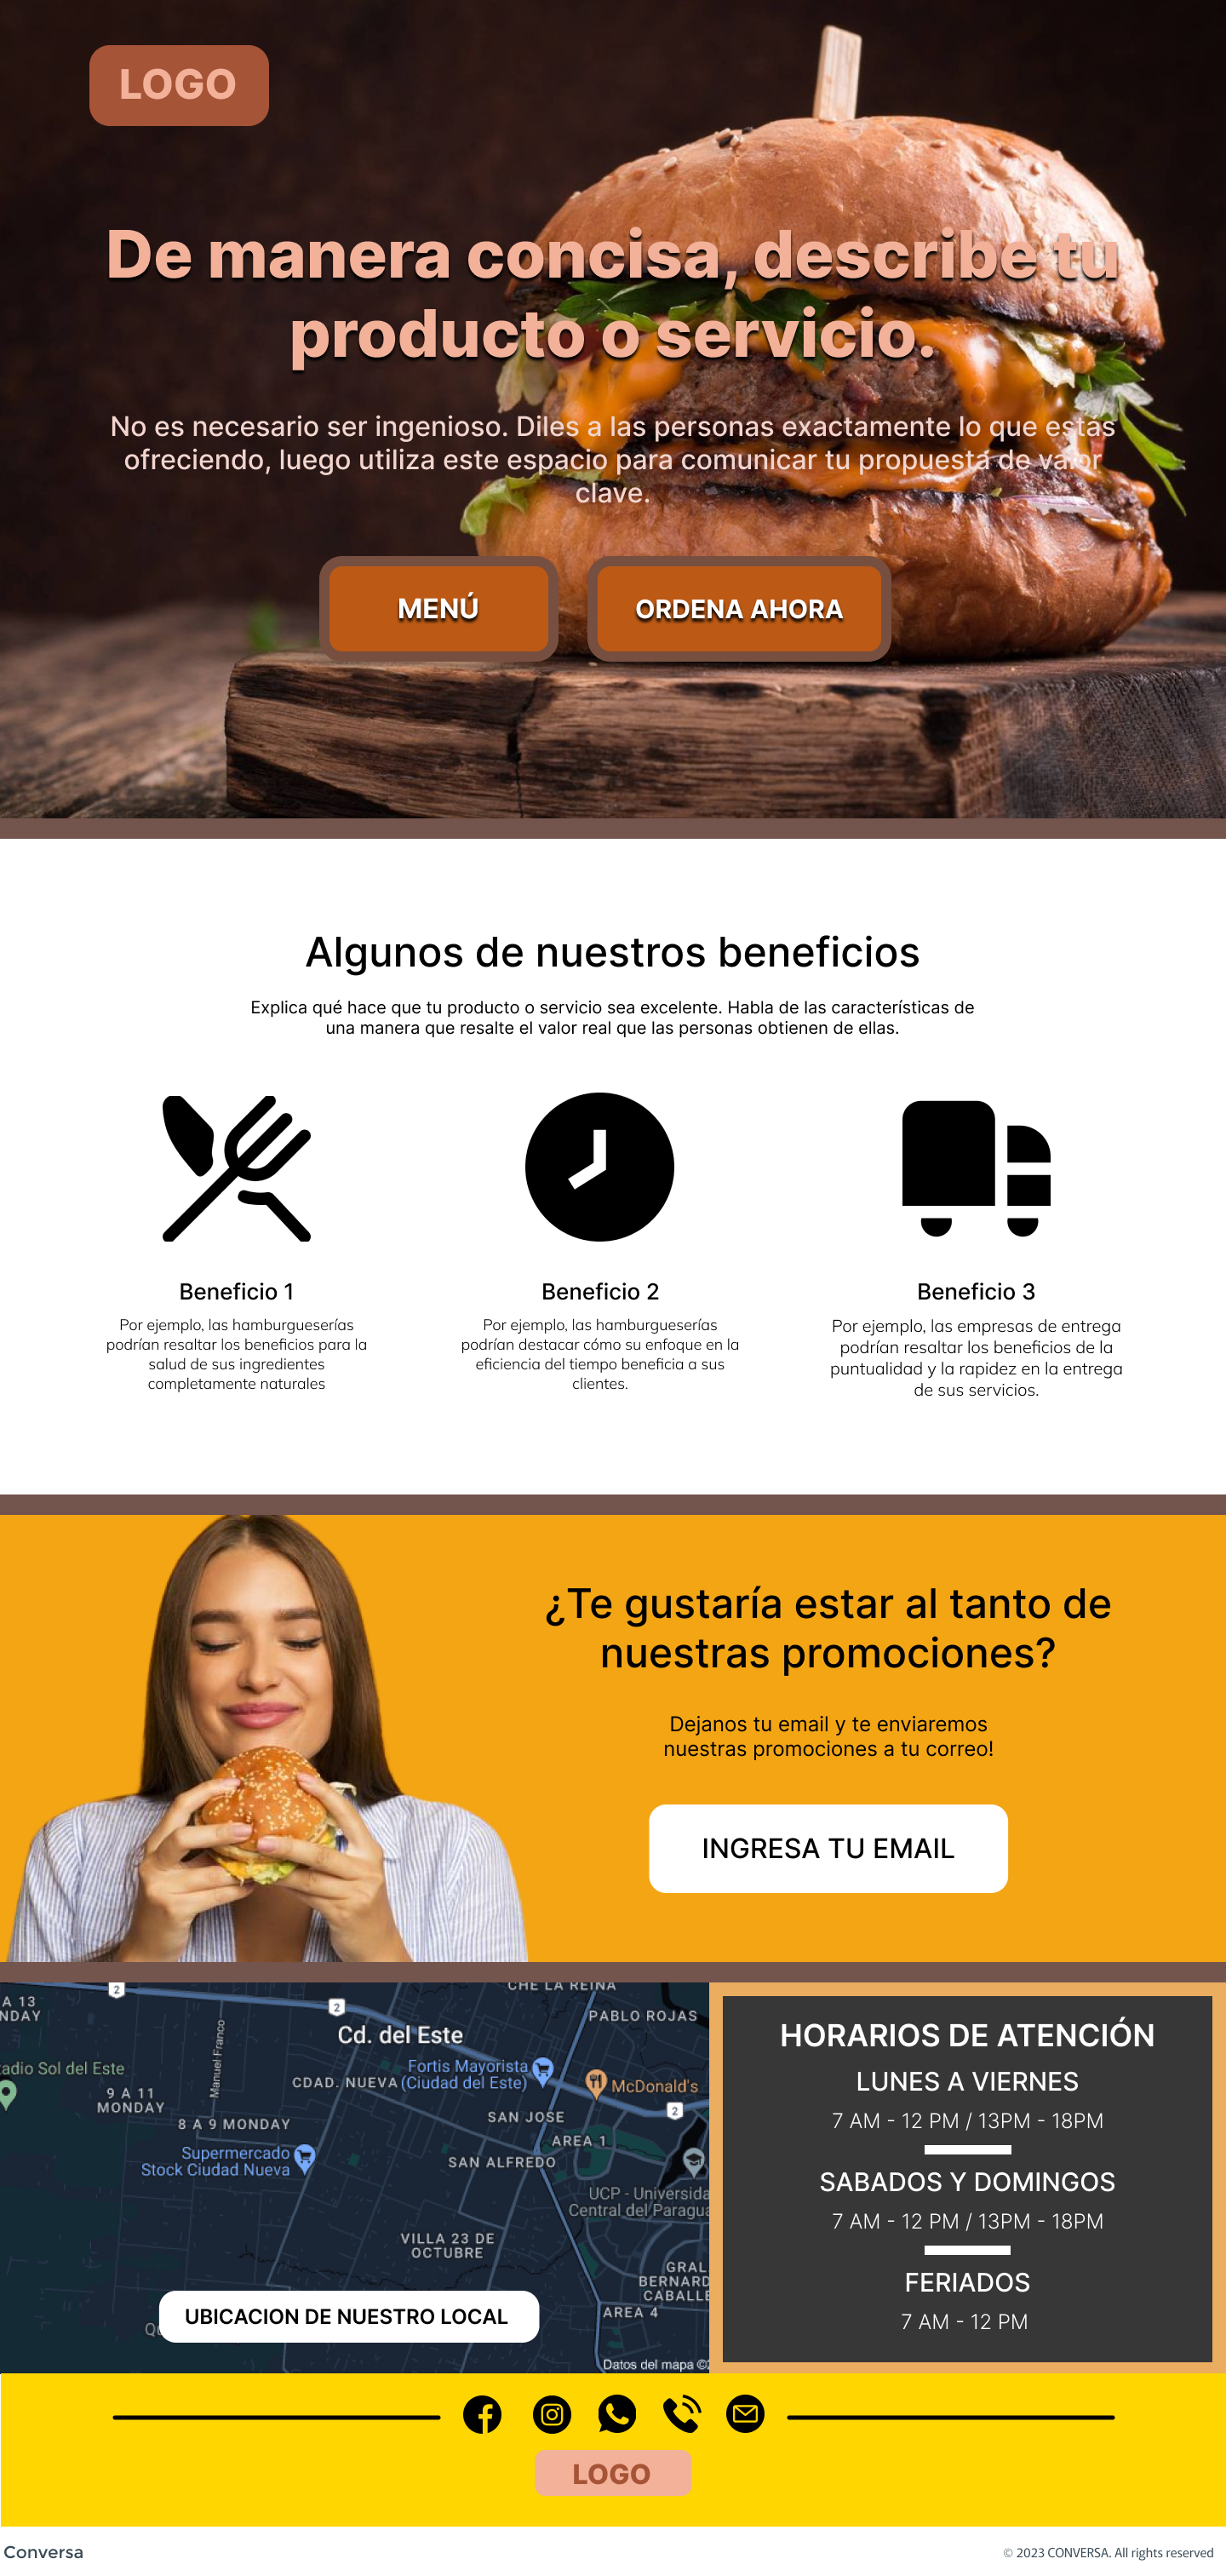 LOGO
De manera concisa, describe tu
producto o servicio.
No es necesario ser ingenioso. Diles a las personas exactamente lo que estás
ofreciendo, luego utiliza este espacio para comunicar tu propuesta de valor
clave.
MENÚ
ORDENA AHORA
Algunos de nuestros beneficios
Explica qué hace que tu producto o servicio sea excelente. Habla de las características de
una manera que resalte el valor real que las personas obtienen de ellas.
Beneficio 1
Por ejemplo, las hamburgueserías
podrían resaltar los beneficios para la
salud de sus ingredientes
completamente naturales
Beneficio 2
Por ejemplo, las hamburgueserías
podrían destacar cómo su enfoque en la
eficiencia del tiempo beneficia a sus
clientes.
Beneficio 3
Por ejemplo, las empresas de entrega
podrían resaltar los beneficios de la
puntualidad y la rapidez en la entrega
de sus servicios.
¿Te gustaría estar al tanto de
nuestras promociones?
Dejanos tu email y te enviaremos
nuestras promociones a tu correo!
INGRESA TU EMAIL
CHE LA REINA
2
A 13
NDAY
2
PABLO ROJAS
Cd. del Este
Manuel Franco
adio Sol del Este
Fortis Mayorista
(Ciudad del Este)
CDAD. NUEVA
McDonald's
9 A 11
MONDAY
2
8 A 9 MONDAY
SAN JOSE
AREA 1
Supermercado
Stock Ciudad Nueva
SAN ALFREDO
UCP - Universida
Central del Paragua
VILLA 23 DE
OCTUBRE
GRAL.
BERNARD
CABALLE
AREA 4
UBICACION DE NUESTRO LOCAL
Datos del mapa ©
HORARIOS DE ATENCIÓN
LUNES A VIERNES
7 AM - 12 PM / 13PM - 18PM
SABADOS Y DOMINGOS
7 AM - 12 PM / 13PM - 18PM
FERIADOS
7 AM - 12 PM
LOGO
Conversa
© 2023 CONVERSA. All rights reserved